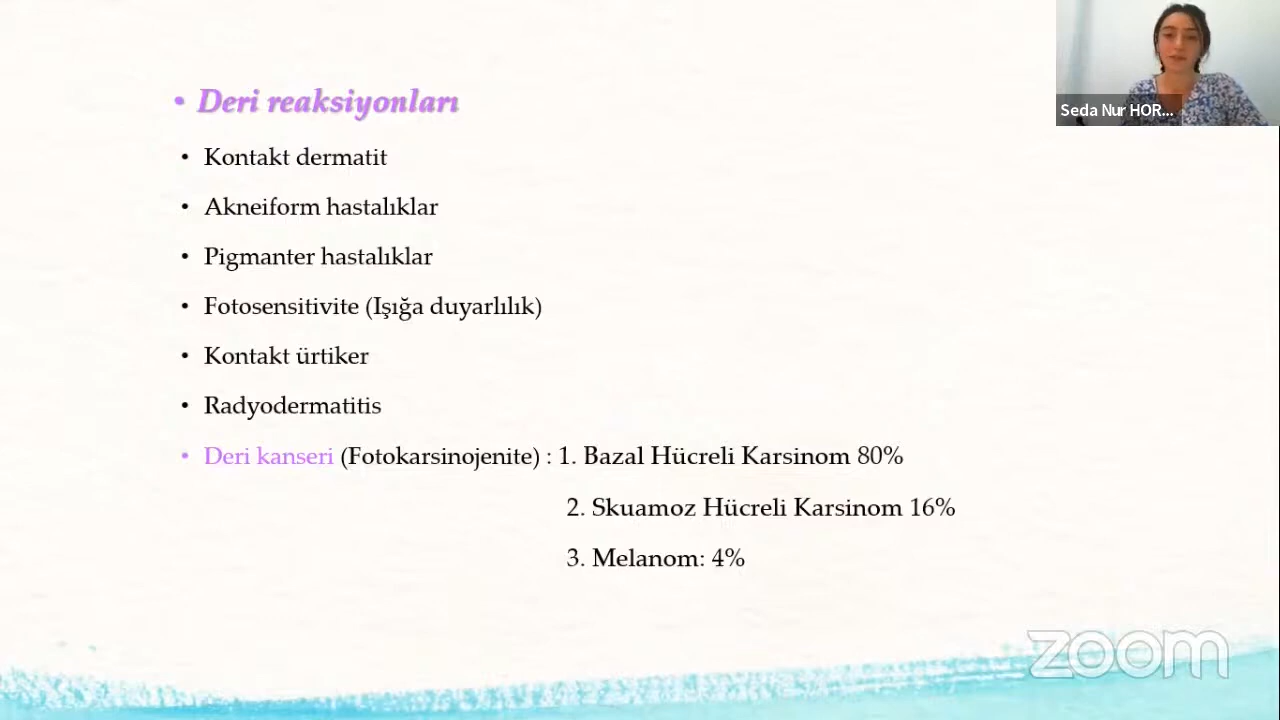 • Deri reaksiyonları
• Kontakt dermatit
• Akneiform hastalıklar
• Pigmanter hastalıklar
• Fotosensitivite (Işığa duyarlılık)
• Kontakt ürtiker
• Radyodermatitis
• Deri kanseri (Fotokarsinojenite) : 1. Bazal Hücreli Karsinom 80%
2. Skuamoz Hücreli Karsinom 16%
3. Melanom: 4%
Seda Nur HOR...
zoom